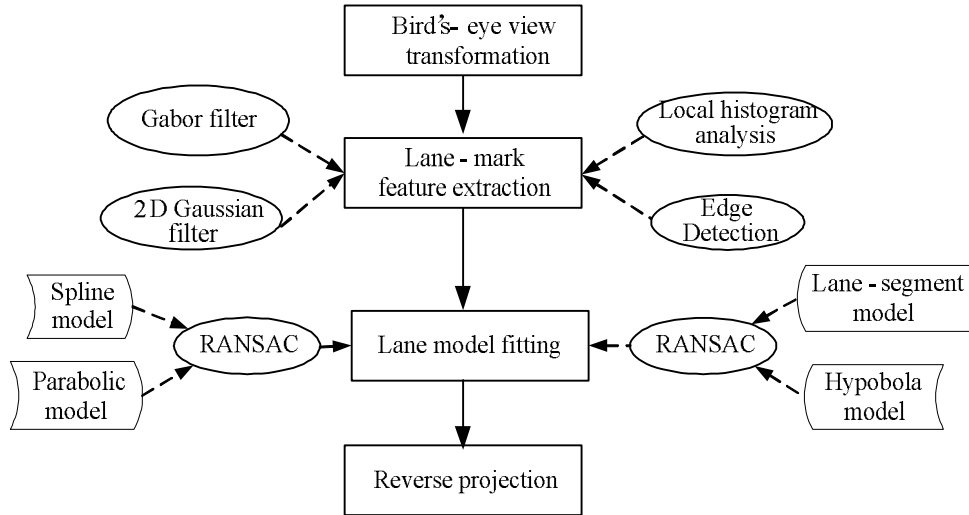 Bird's- eye view
transformation
Gabor filter
Local histogram
analysis
Lane - mark
feature extraction
2D Gaussian
filter
Edge
Detection
Spline
model
Lane - segment
model
RANSAC
Lane model fitting
RANSAC
Parabolic
model
Hypobola
model
Reverse projection